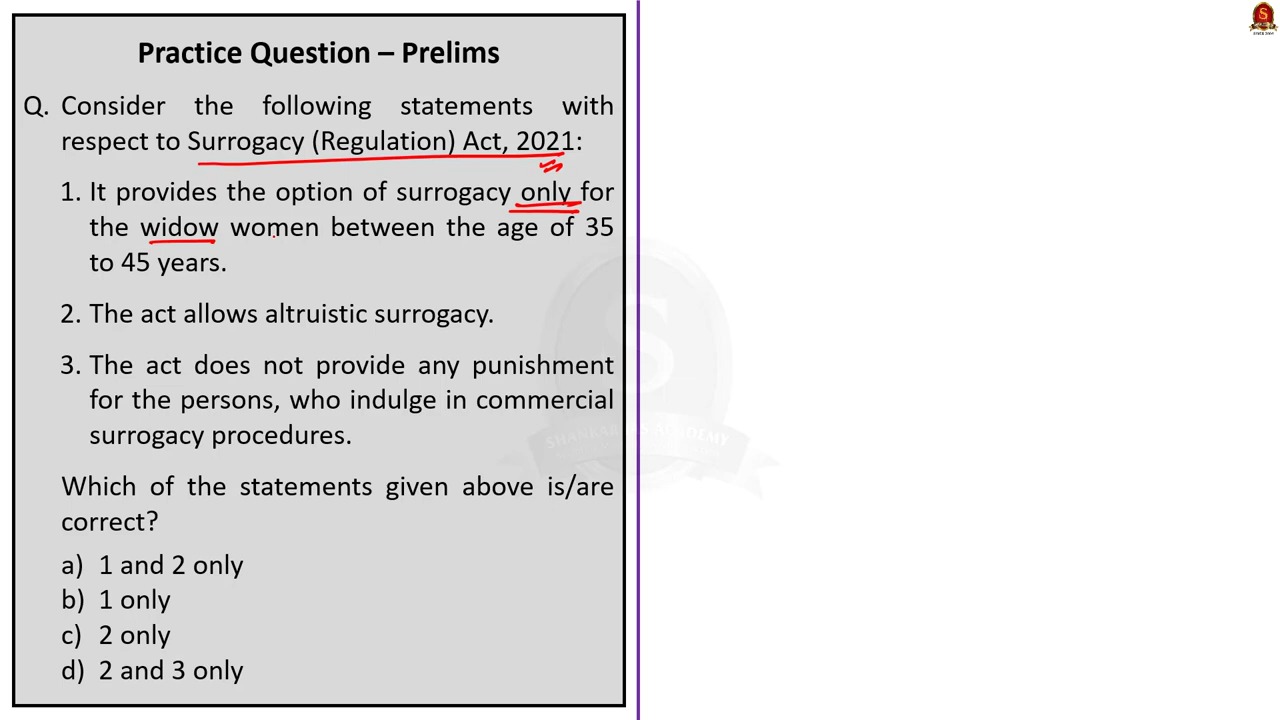 Practice Question – Prelims
Q. Consider the following statements with
respect to Surrogacy (Regulation) Act, 2021:
1. It provides the option of surrogacy only for
the widow women between the age of 35
to 45 years.
2. The act allows altruistic surrogacy.
3. The act does not provide any punishment
for the persons, who indulge in commercial
surrogacy procedures.
Which of the statements given above is/are
correct?
a) 1 and 2 only
b) 1 only
c) 2 only
d) 2 and 3 only
S
SHANKAR IAS ACADEMY
S